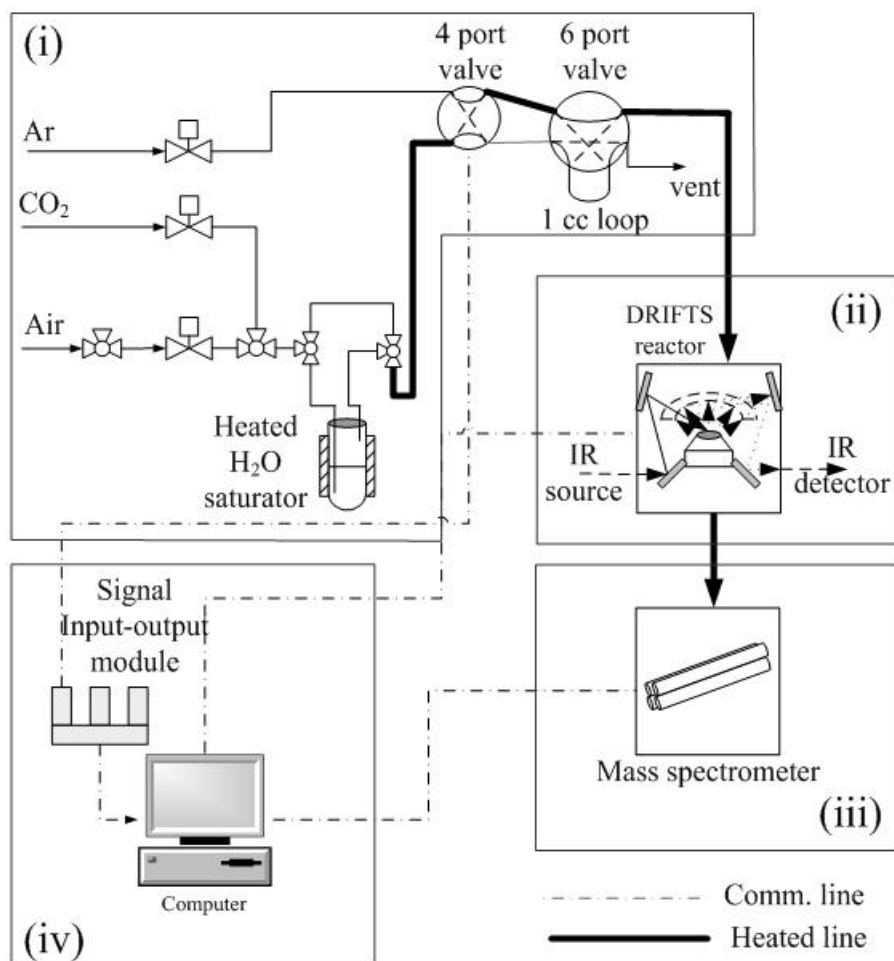 (i)
4 port
valve
6 port
valve
Ar
vent
CO₂
1 cc loop
Air
Heated
H₂O
saturator
(ii)
DRIFTS
reactor
IR
source
IR
detector
Signal
Input-output
module
Computer
(iv)
Mass spectrometer
(iii)
Comm. line
Heated line